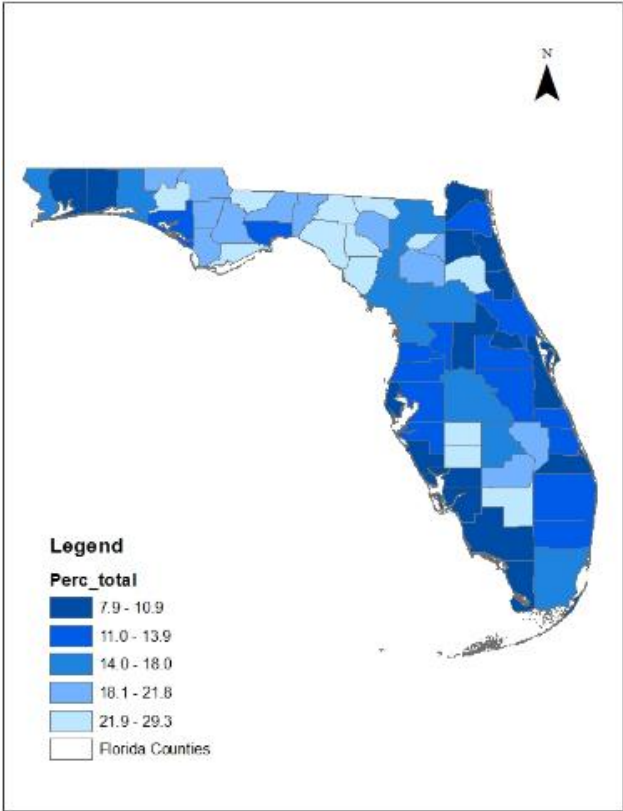 N
Legend
Perc_total
7.9 - 10.9
11.0 - 13.9
14.0 - 18.0
18.1 - 21.8
21.9 - 29.3
Florida Counties